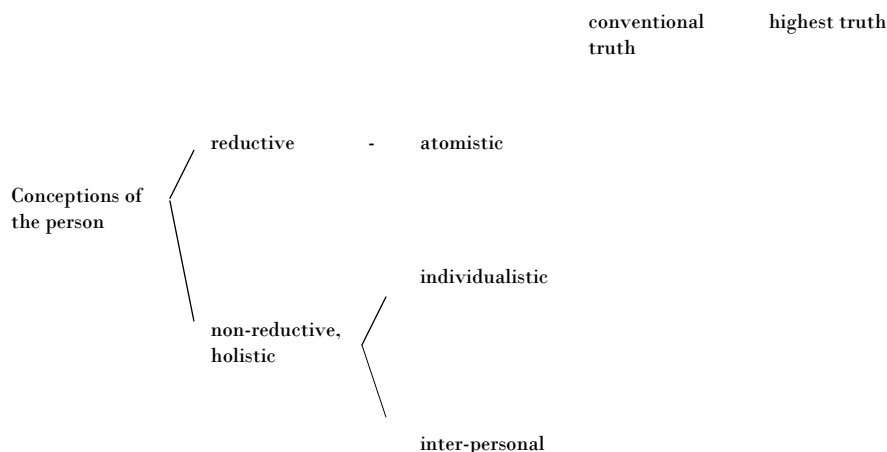 conventional truth highest truth
reductive - atomistic
Conceptions of
the person
individualistic
non-reductive,
holistic
inter-personal